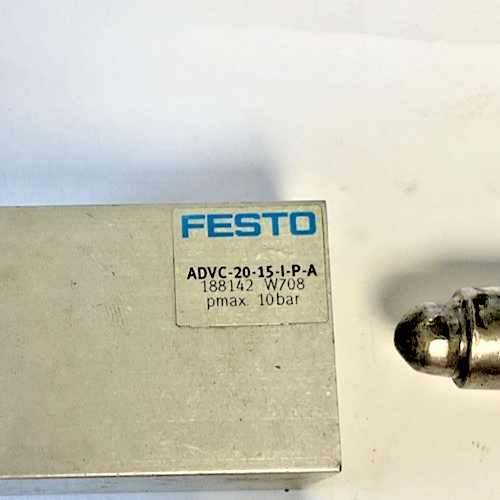 FESTO
ADVC-20-15-I-P-A
188142 W708
pmax. 10bar